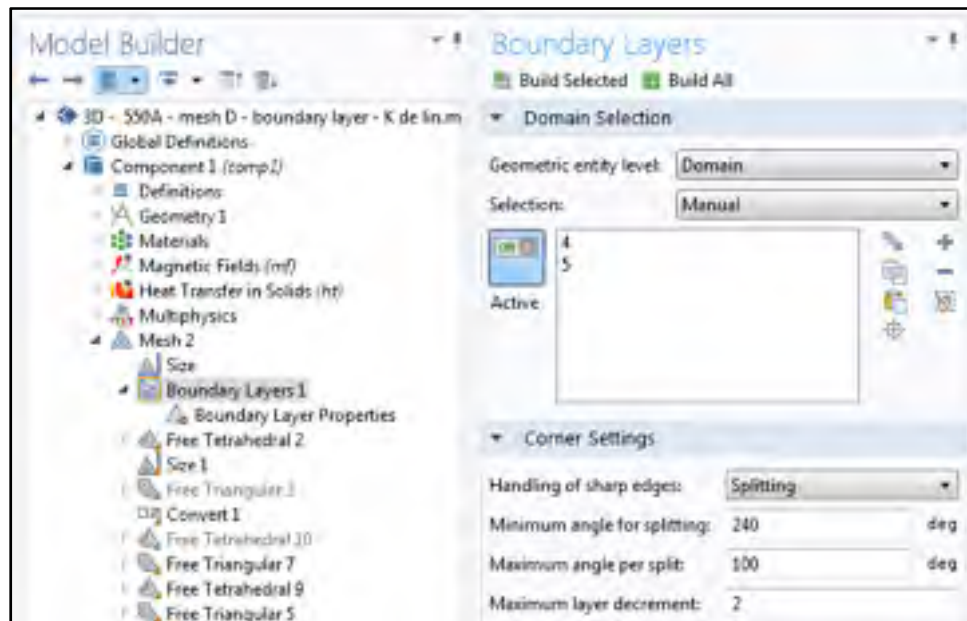 Model Builder
3D - 550A - mesh D - boundary layer - K de lin.m
Global Definitions
Component 1 (comp1)
Definitions
Geometry 1
Materials
Magnetic Fields (mf)
Heat Transfer in Solids (ht)
Multiphysics
Mesh 2
Size
Boundary Layers 1
Boundary Layer Properties
Free Tetrahedral 2
Size 1
Free Triangular 3
Convert 1
Free Tetrahedral 10
Free Triangular 7
Free Tetrahedral 9
Free Triangular 5
Boundary Layers
Build Selected Build All
Domain Selection
Geometric entity level: Domain
Selection: Manual
4
5
Active
Corner Settings
Handling of sharp edges: Splitting
Minimum angle for splitting: 240 deg
Maximum angle per split: 100 deg
Maximum layer decrement: 2